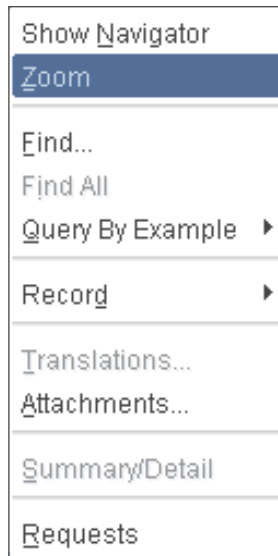 Show Navigator
Zoom
Find...
Find All
Query By Example
Record
Translations...
Attachments...
Summary/Detail
Requests